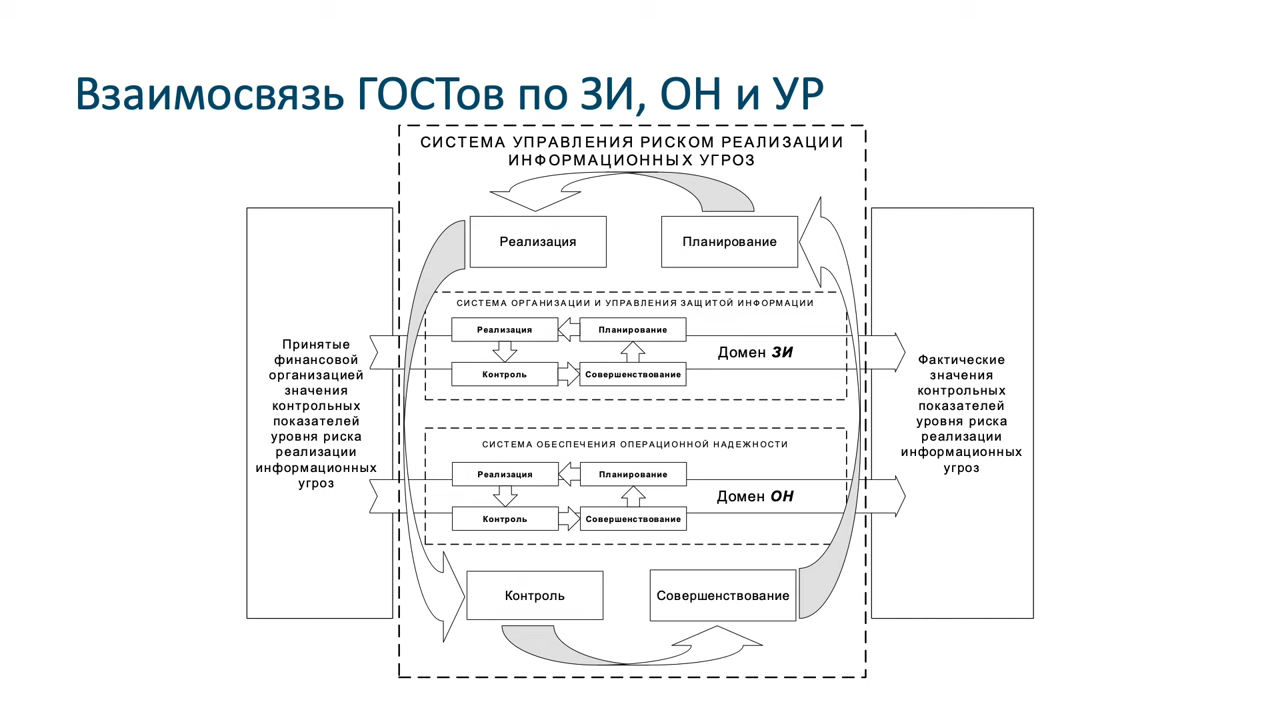 Взаимосвязь ГОСТов по ЗИ, ОН и УР
СИСТЕМА УПРАВЛЕНИЯ РИСКОМ РЕАЛИЗАЦИИ
ИНФОРМАЦИОННЫХ УГРОЗ
Реализация
Планирование
СИСТЕМА ОРГАНИЗАЦИИ И УПРАВЛЕНИЯ ЗАЩИТОЙ ИНФОРМАЦИИ
Реализация
Планирование
Домен ЗИ
Контроль
Совершенствование
СИСТЕМА ОБЕСПЕЧЕНИЯ ОПЕРАЦИОННОЙ НАДЕЖНОСТИ
Реализация
Планирование
Домен ОН
Контроль
Совершенствование
Контроль
Совершенствование
Принятые
финансовой
организацией
значения
контрольных
показателей
уровня риска
реализации
информационных
угроз
Фактические
значения
контрольных
показателей
уровня риска
реализации
информационных
угроз